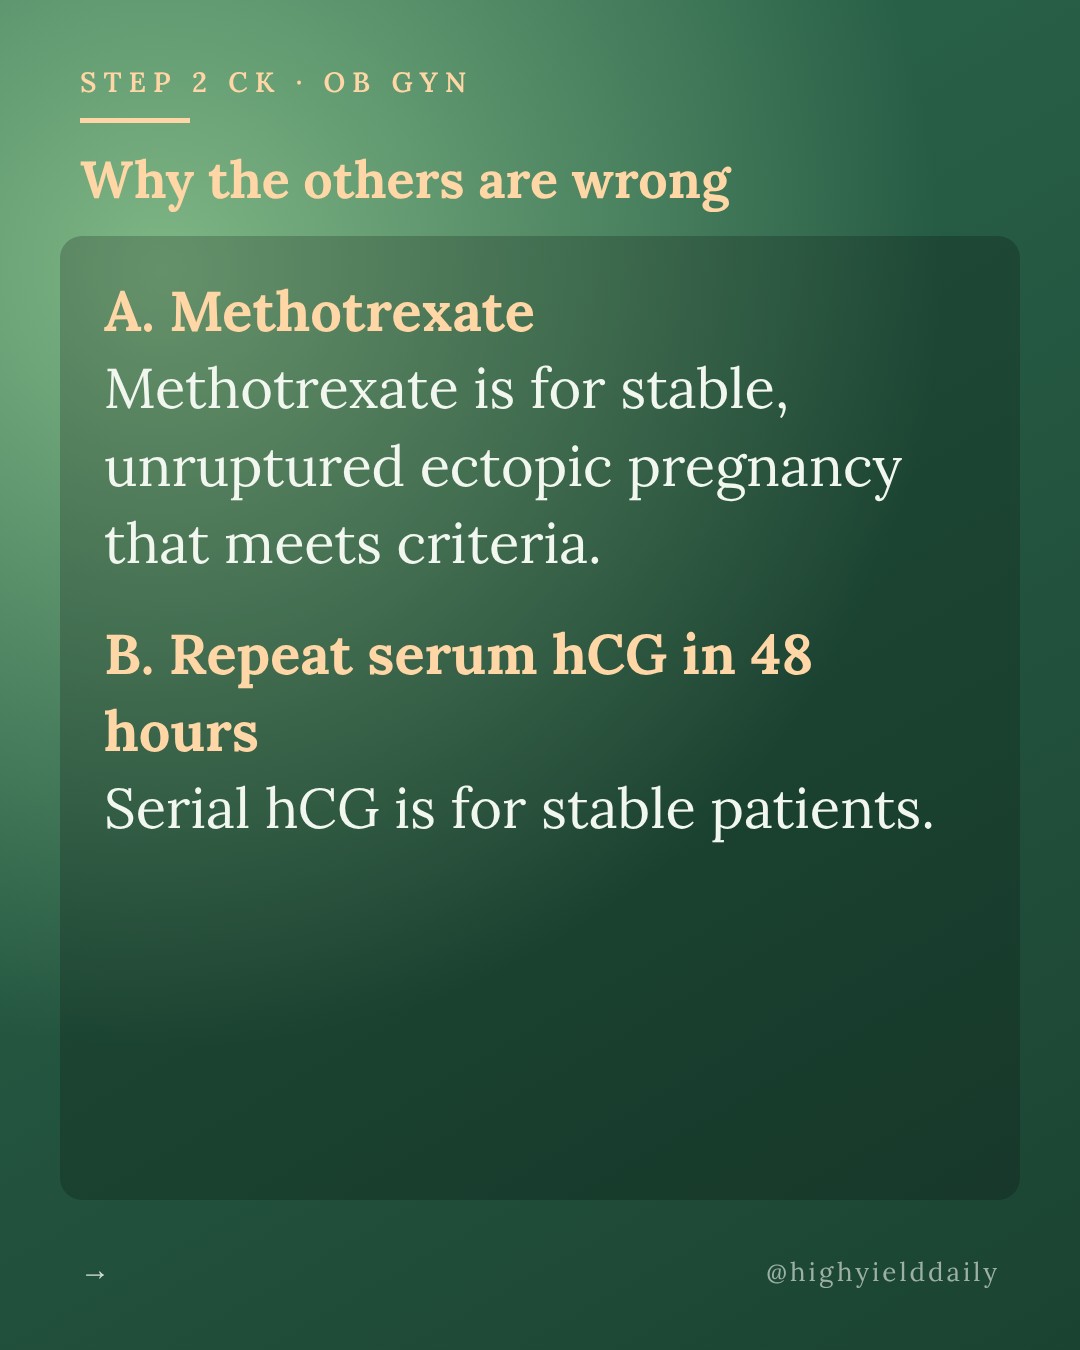 STEP 2 CK · OB GYN
Why the others are wrong
A. Methotrexate
Methotrexate is for stable,
unruptured ectopic pregnancy
that meets criteria.
B. Repeat serum hCG in 48
hours
Serial hCG is for stable patients.
→
@highyielddaily